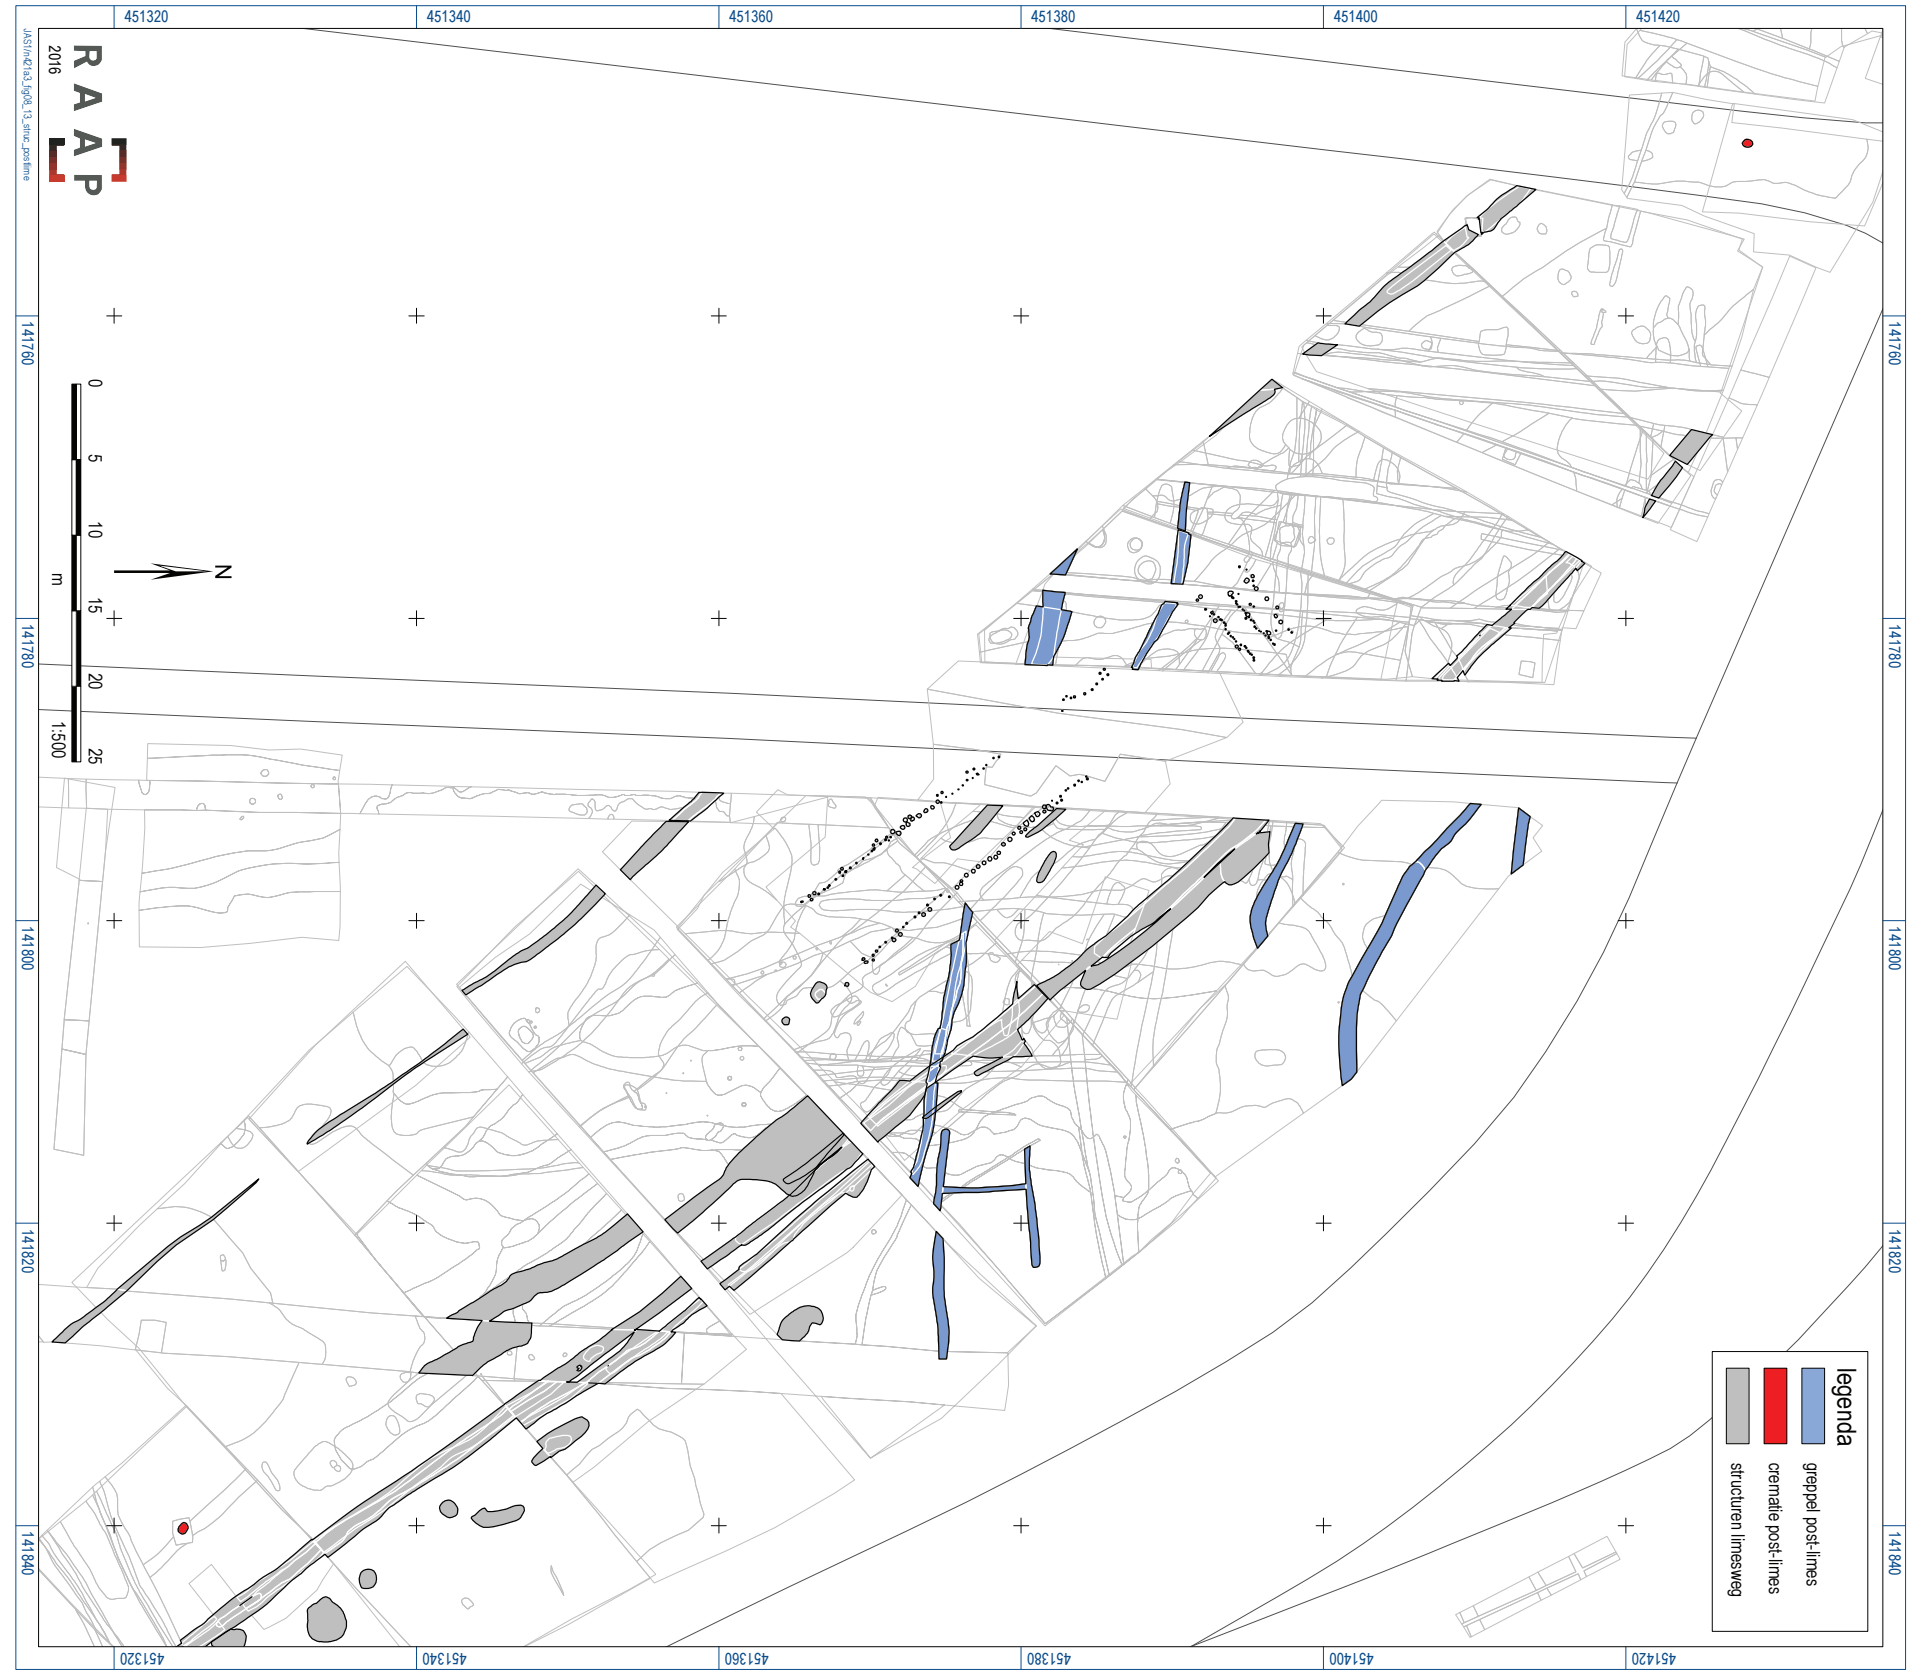 451320 451340 451360 451380 451400 451420
RAAP
2016
141760 141780 141800 141820 141840
0 5 10 15 20 25
m
1:500
N
141760 141780 141800 141820 141840
legenda
greppel post-limes
crematie post-limes
structuren limesweg
451320 451340 451360 451380 451400 451420